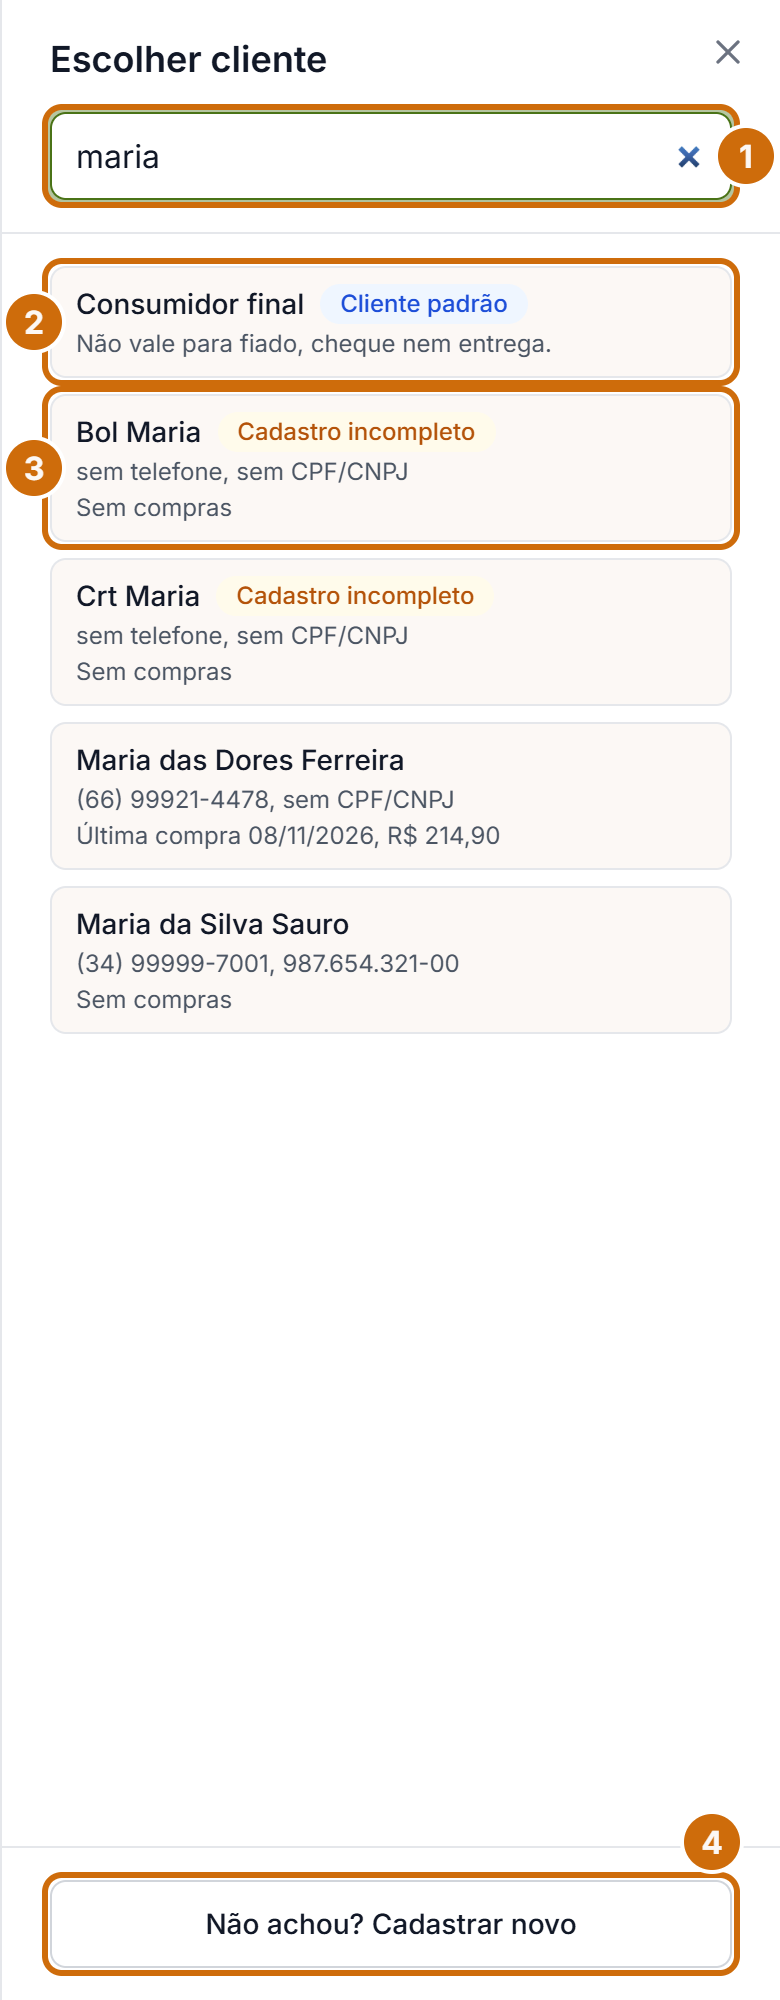 Escolher cliente
maria
1
2
Consumidor final Cliente padrão
Não vale para fiado, cheque nem entrega.
3
Bol Maria Cadastro incompleto
sem telefone, sem CPF/CNPJ
Sem compras
Crt Maria Cadastro incompleto
sem telefone, sem CPF/CNPJ
Sem compras
Maria das Dores Ferreira
(66) 99921-4478, sem CPF/CNPJ
Última compra 08/11/2026, R$ 214,90
Maria da Silva Sauro
(34) 99999-7001, 987.654.321-00
Sem compras
4
Não achou? Cadastrar novo